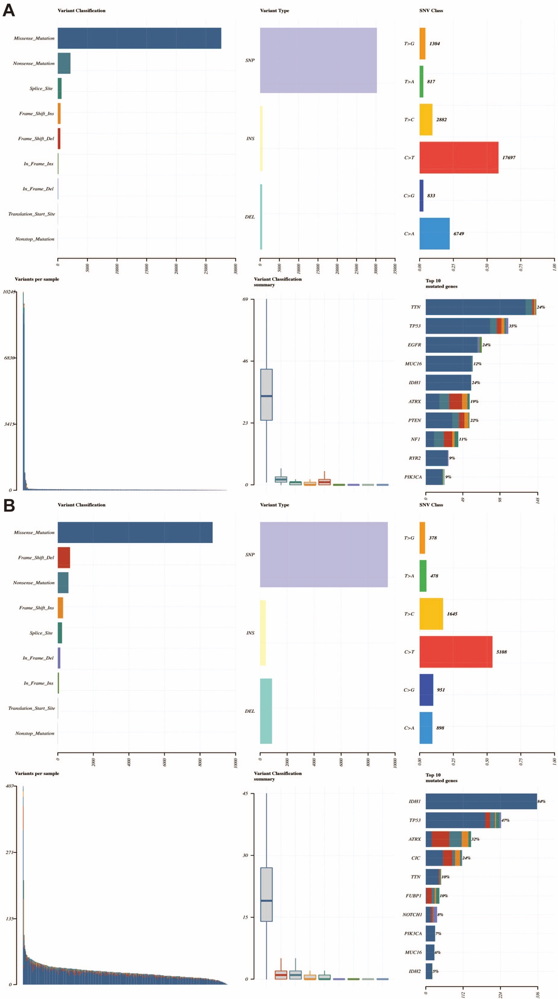 A
Variant Classification
Missense_Mutation
Nonsense_Mutation
Splice_Site
Frame_Shift_Ins
Frame_Shift_Del
In_Frame_Ins
In_Frame_Del
Translation_Start_Site
Nonstop_Mutation
0
5000
10000
15000
20000
25000
30000
Variant Type
SNP
INS
DEL
0
5000
10000
15000
20000
25000
30000
35000
SNV Class
T>G
1304
T>A
817
T>C
2882
C>T
17697
C>G
833
C>A
6749
0.00
0.25
0.50
0.75
1.00
Variants per sample
10245
6830
3415
0
Variant Classification
summary
69
46
23
0
Top 10
mutated genes
TTN
24%
TP53
35%
EGFR
24%
MUC16
12%
IDH1
24%
ATRX
19%
PTEN
22%
NF1
11%
RYR2
9%
PIK3CA
9%
0
49
98
148
B
Variant Classification
Missense_Mutation
Frame_Shift_Del
Nonsense_Mutation
Frame_Shift_Ins
Splice_Site
In_Frame_Del
In_Frame_Ins
Translation_Start_Site
Nonstop_Mutation
0
2000
4000
6000
8000
10000
Variant Type
SNP
INS
DEL
0
2000
4000
6000
8000
10000
SNV Class
T>G
378
T>A
478
T>C
1645
C>T
5108
C>G
951
C>A
898
0.00
0.25
0.50
0.75
1.00
Variants per sample
407
271
135
0
Variant Classification
summary
45
30
15
0
Top 10
mutated genes
IDH1
84%
TP53
47%
ATRX
32%
CIC
24%
TTN
10%
FUBP1
10%
NOTCH1
8%
PIK3CA
7%
MUC16
6%
IDH2
5%
0
112
224
336